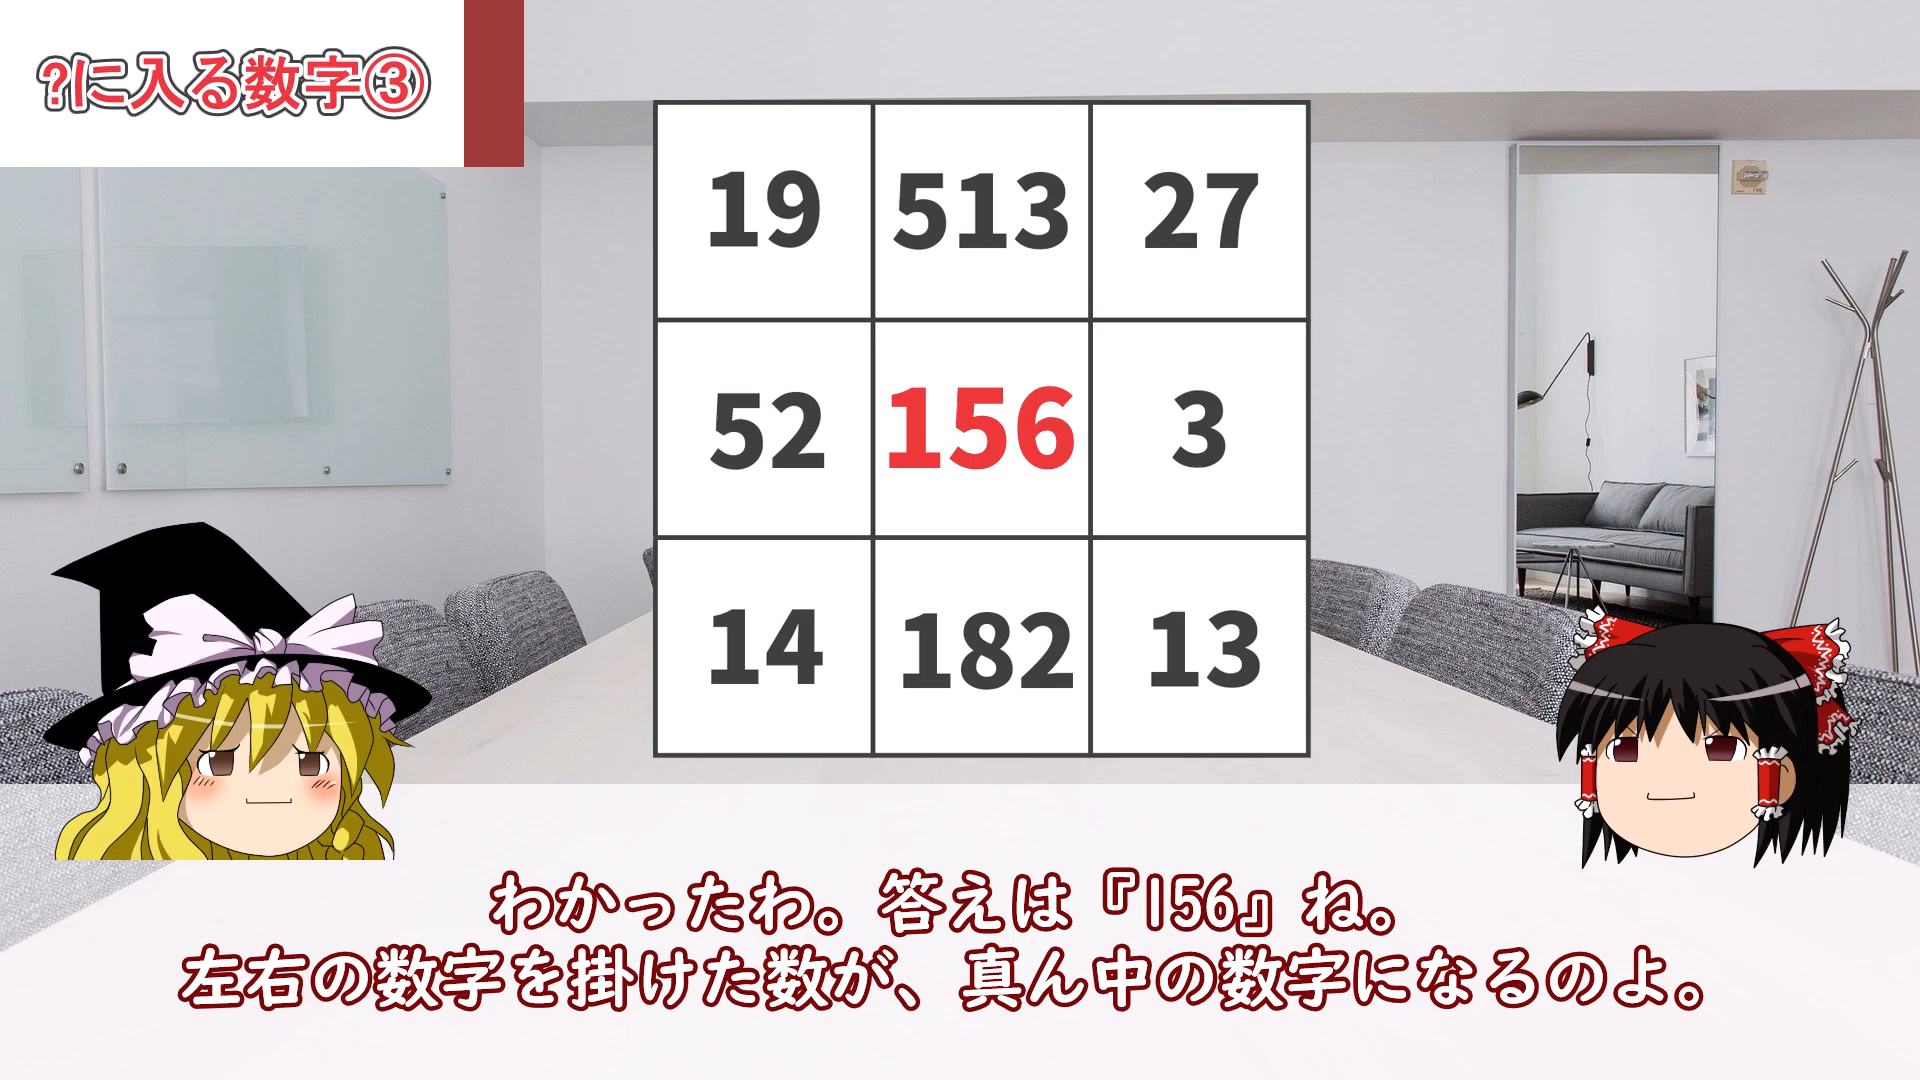 ?に入る数字③
19 513 27
52 156 3
14 182 13
わかったわ。答えは『156』ね。
左右の数字を掛けた数が、真ん中の数字になるのよ。